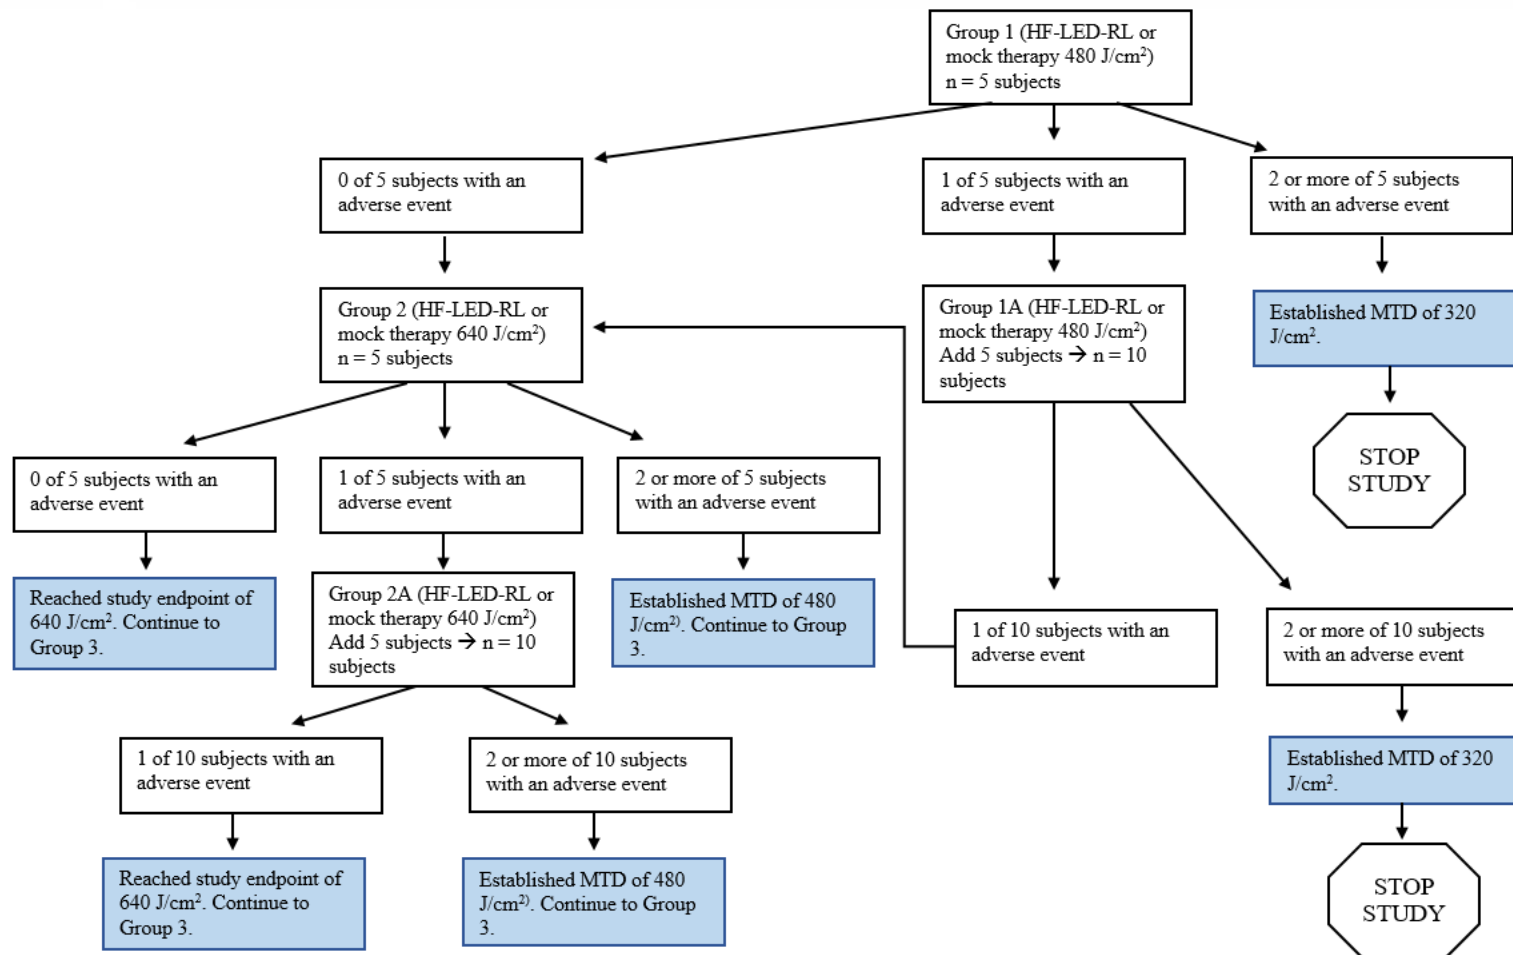 Group 1 (HF-LED-RL or
mock therapy 480 J/cm²)
n = 5 subjects
0 of 5 subjects with an
adverse event
1 of 5 subjects with an
adverse event
2 or more of 5 subjects
with an adverse event
Group 2 (HF-LED-RL or
mock therapy 640 J/cm²)
n = 5 subjects
Group 1A (HF-LED-RL or
mock therapy 480 J/cm²)
Add 5 subjects → n = 10
subjects
Established MTD of 320
J/cm².
STOP
STUDY
0 of 5 subjects with an
adverse event
1 of 5 subjects with an
adverse event
2 or more of 5 subjects
with an adverse event
Reached study endpoint of
640 J/cm². Continue to
Group 3.
Group 2A (HF-LED-RL or
mock therapy 640 J/cm²)
Add 5 subjects → n = 10
subjects
Established MTD of 480
J/cm²⁾. Continue to Group
3.
1 of 10 subjects with an
adverse event
2 or more of 10 subjects
with an adverse event
1 of 10 subjects with an
adverse event
2 or more of 10 subjects
with an adverse event
Established MTD of 320
J/cm².
Reached study endpoint of
640 J/cm². Continue to
Group 3.
Established MTD of 480
J/cm²⁾. Continue to Group
3.
STOP
STUDY